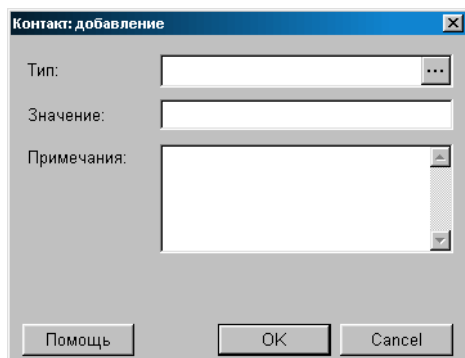 Контакт: добавление
Тип:
...
Значение:
Примечания:
Помощь
OK
Cancel